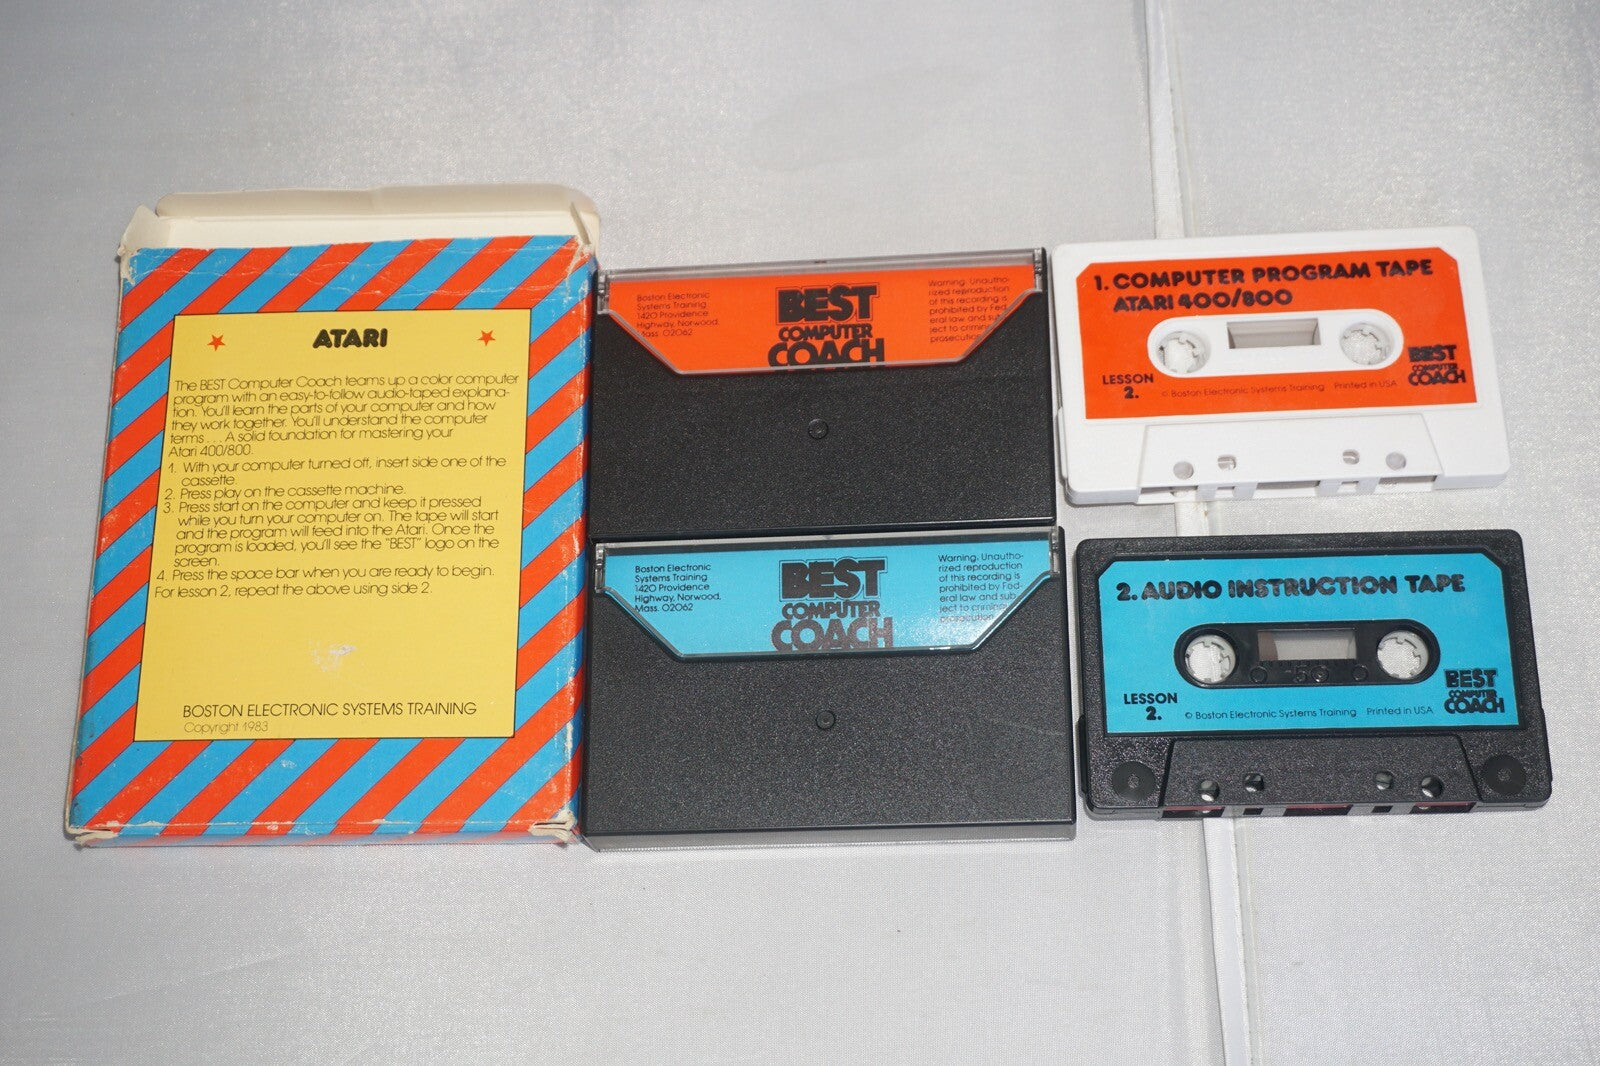 ATARI
The BEST Computer Coach teams up a color computer
program with an easy-to-follow audio-taped explana-
tion. You'll learn the parts of your computer and how
they work together. You'll understand the computer
terms . . . A solid foundation for mastering your
Atari 400/800.
1. With your computer turned off, insert side one of the
cassette.
2. Press play on the cassette machine.
3. Press start on the computer and keep it pressed
while you turn your computer on. The tape will start
and the program will feed into the Atari. Once the
program is loaded, you'll see the "BEST" logo on the
screen.
4. Press the space bar when you are ready to begin.
For lesson 2, repeat the above using side 2.
BOSTON ELECTRONIC SYSTEMS TRAINING
Copyright 1983
Boston Electronic
Systems Training
1420 Providence
Highway, Norwood,
Mass. 02062
BEST
COMPUTER
COACH
Warning. Unautho-
rized reproduction
of this recording is
prohibited by Fed-
eral law and sub-
ject to criminal
prosecution.
Boston Electronic
Systems Training
1420 Providence
Highway, Norwood,
Mass. 02062
BEST
COMPUTER
COACH
Warning. Unautho-
rized reproduction
of this recording is
prohibited by Fed-
eral law and sub-
ject to criminal
prosecution.
1. COMPUTER PROGRAM TAPE
ATARI 400/800
LESSON
2.
© Boston Electronic Systems Training Printed in USA
BEST
COMPUTER
COACH
2. AUDIO INSTRUCTION TAPE
LESSON
2.
© Boston Electronic Systems Training Printed in USA
BEST
COMPUTER
COACH